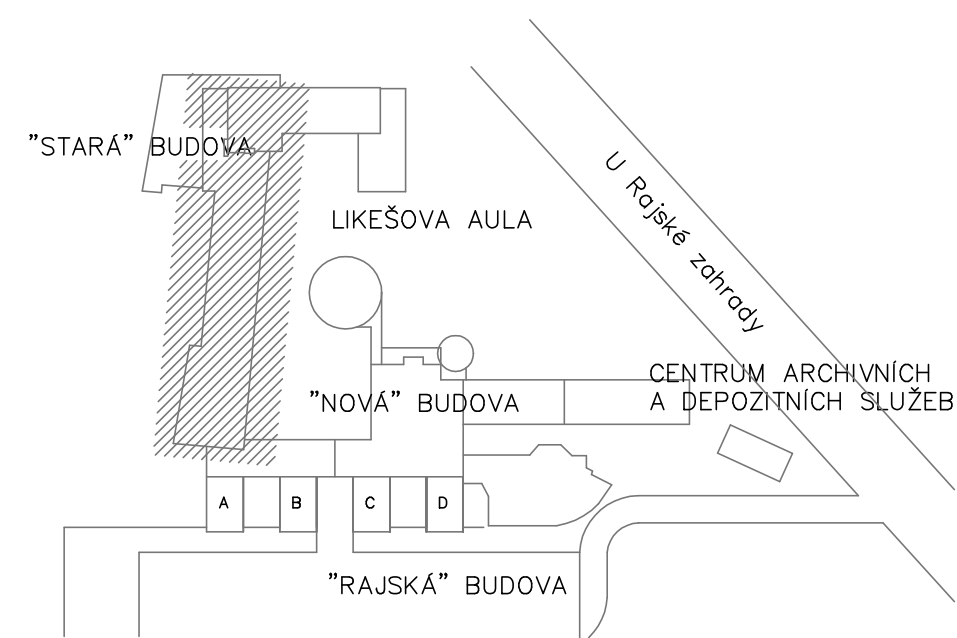 ”STARÁ” BUDOVA
U Rajské zahrady
LIKEŠOVA AULA
CENTRUM ARCHIVNÍCH
A DEPOZITNÍCH SLUŽEB
”NOVÁ” BUDOVA
A B C D
”RAJSKÁ” BUDOVA